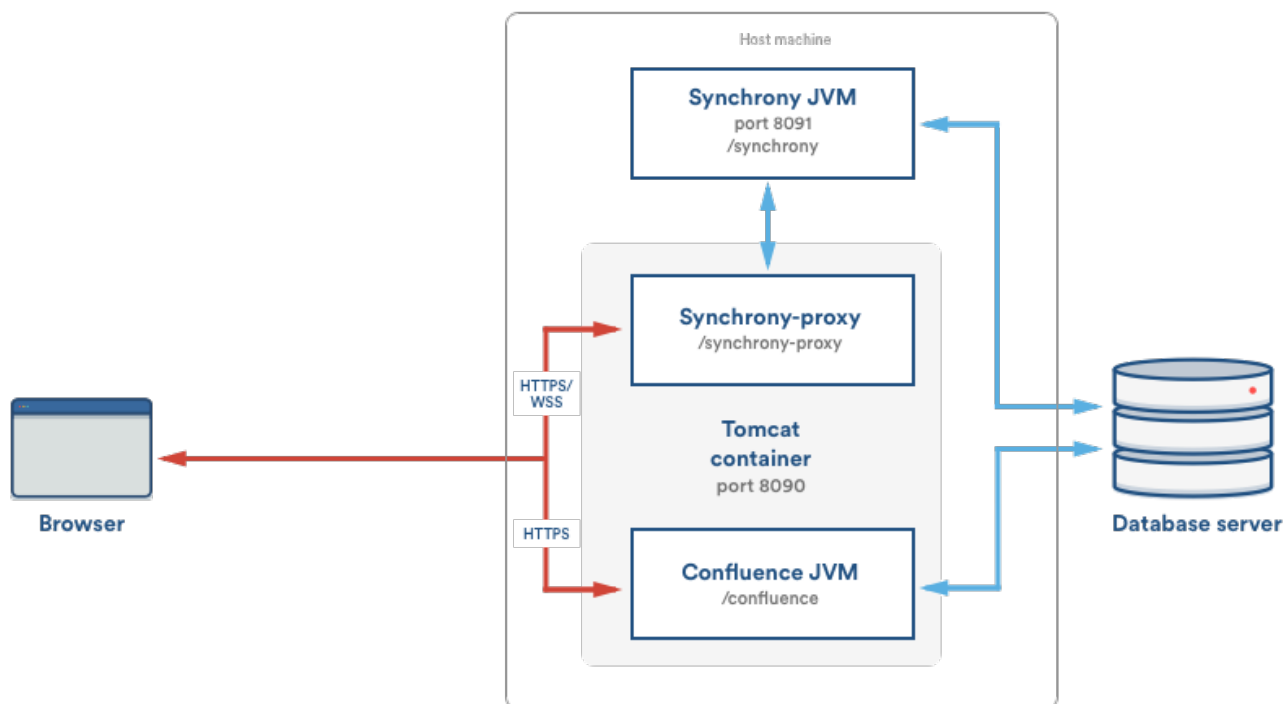 Host machine
Synchrony JVM
port 8091
/synchrony
Synchrony-proxy
/synchrony-proxy
HTTPS/
WSS
Tomcat
container
port 8090
Browser
Database server
HTTPS
Confluence JVM
/confluence